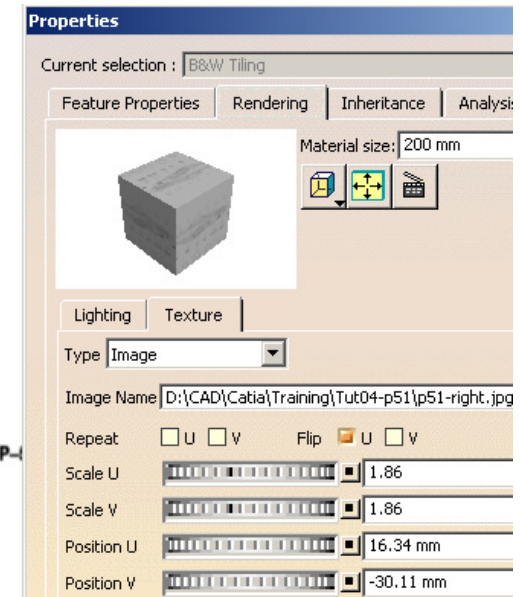 Properties
Current selection : B&W Tiling
Feature Properties Rendering Inheritance Analysis
Material size: 200 mm
Lighting Texture
Type Image
Image Name D:\CAD\Catia\Training\Tut04-p51\p51-right.jpg
Repeat U V Flip U V
P-
Scale U 1.86
Scale V 1.86
Position U 16.34 mm
Position V -30.11 mm